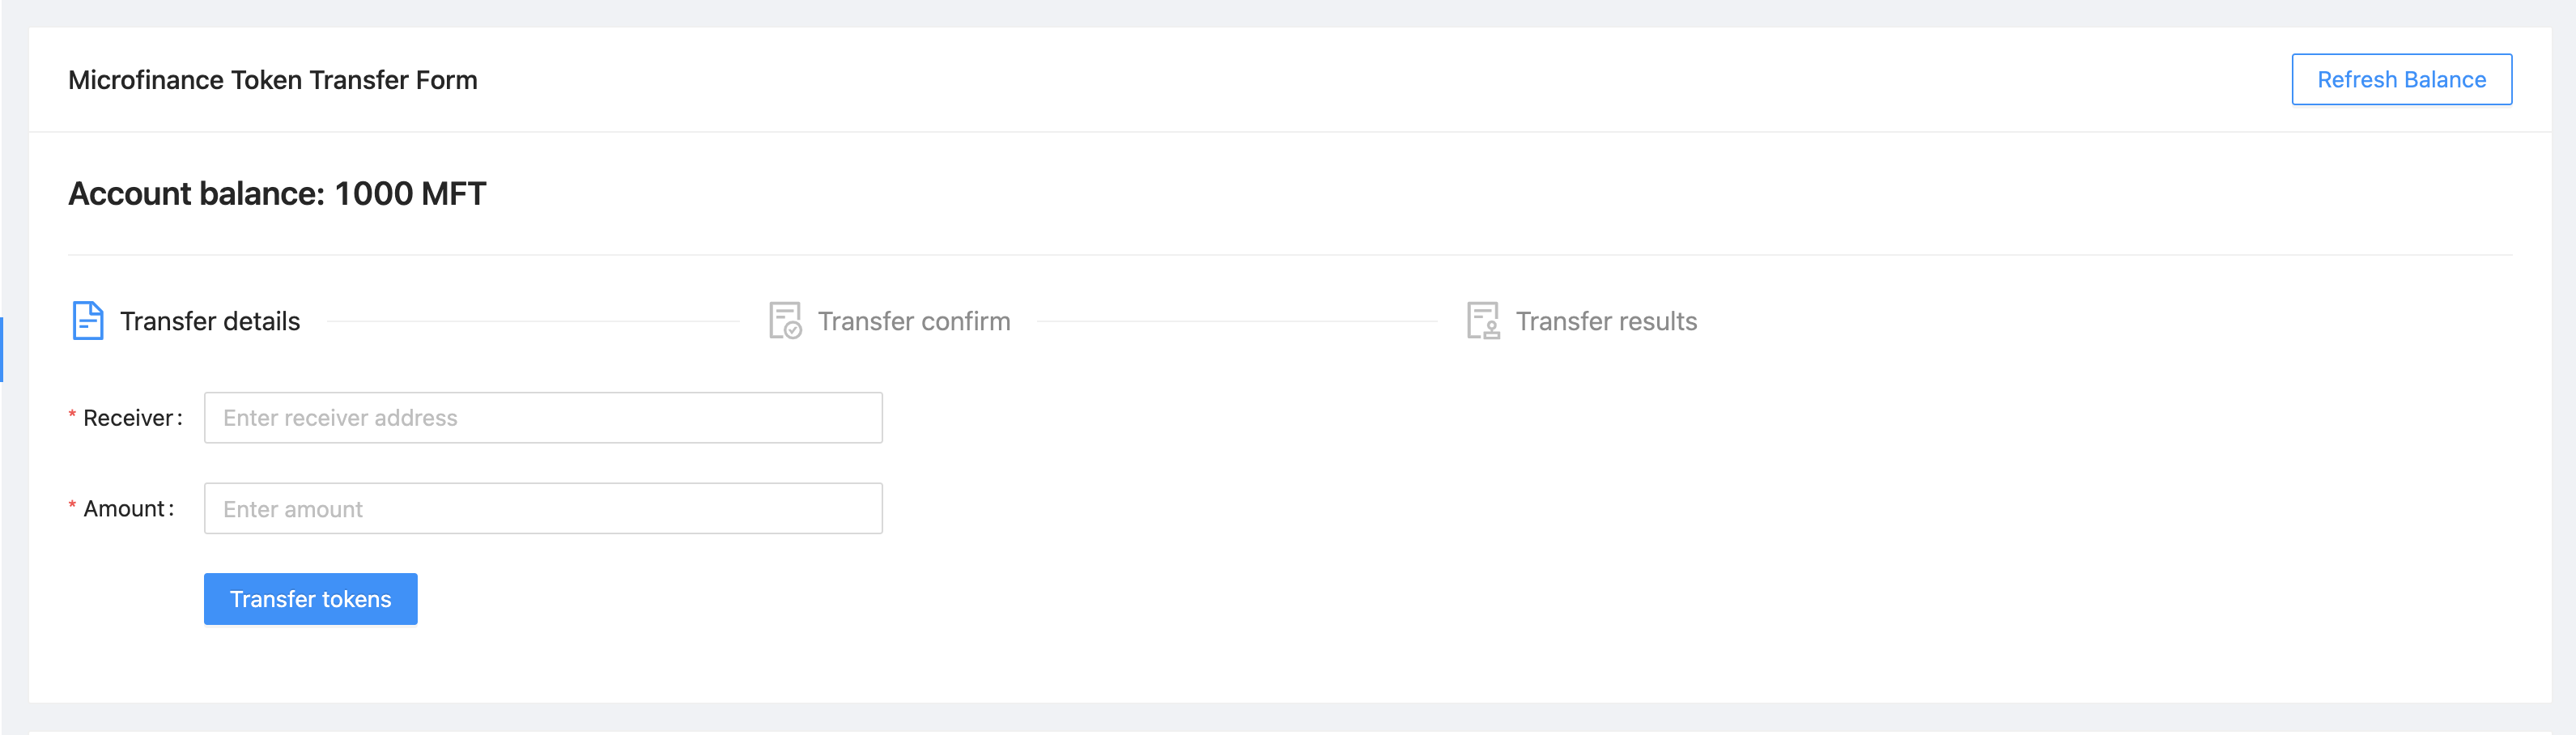 Microfinance Token Transfer Form
Refresh Balance
Account balance: 1000 MFT
Transfer details
Transfer confirm
Transfer results
* Receiver:
Enter receiver address
* Amount:
Enter amount
Transfer tokens